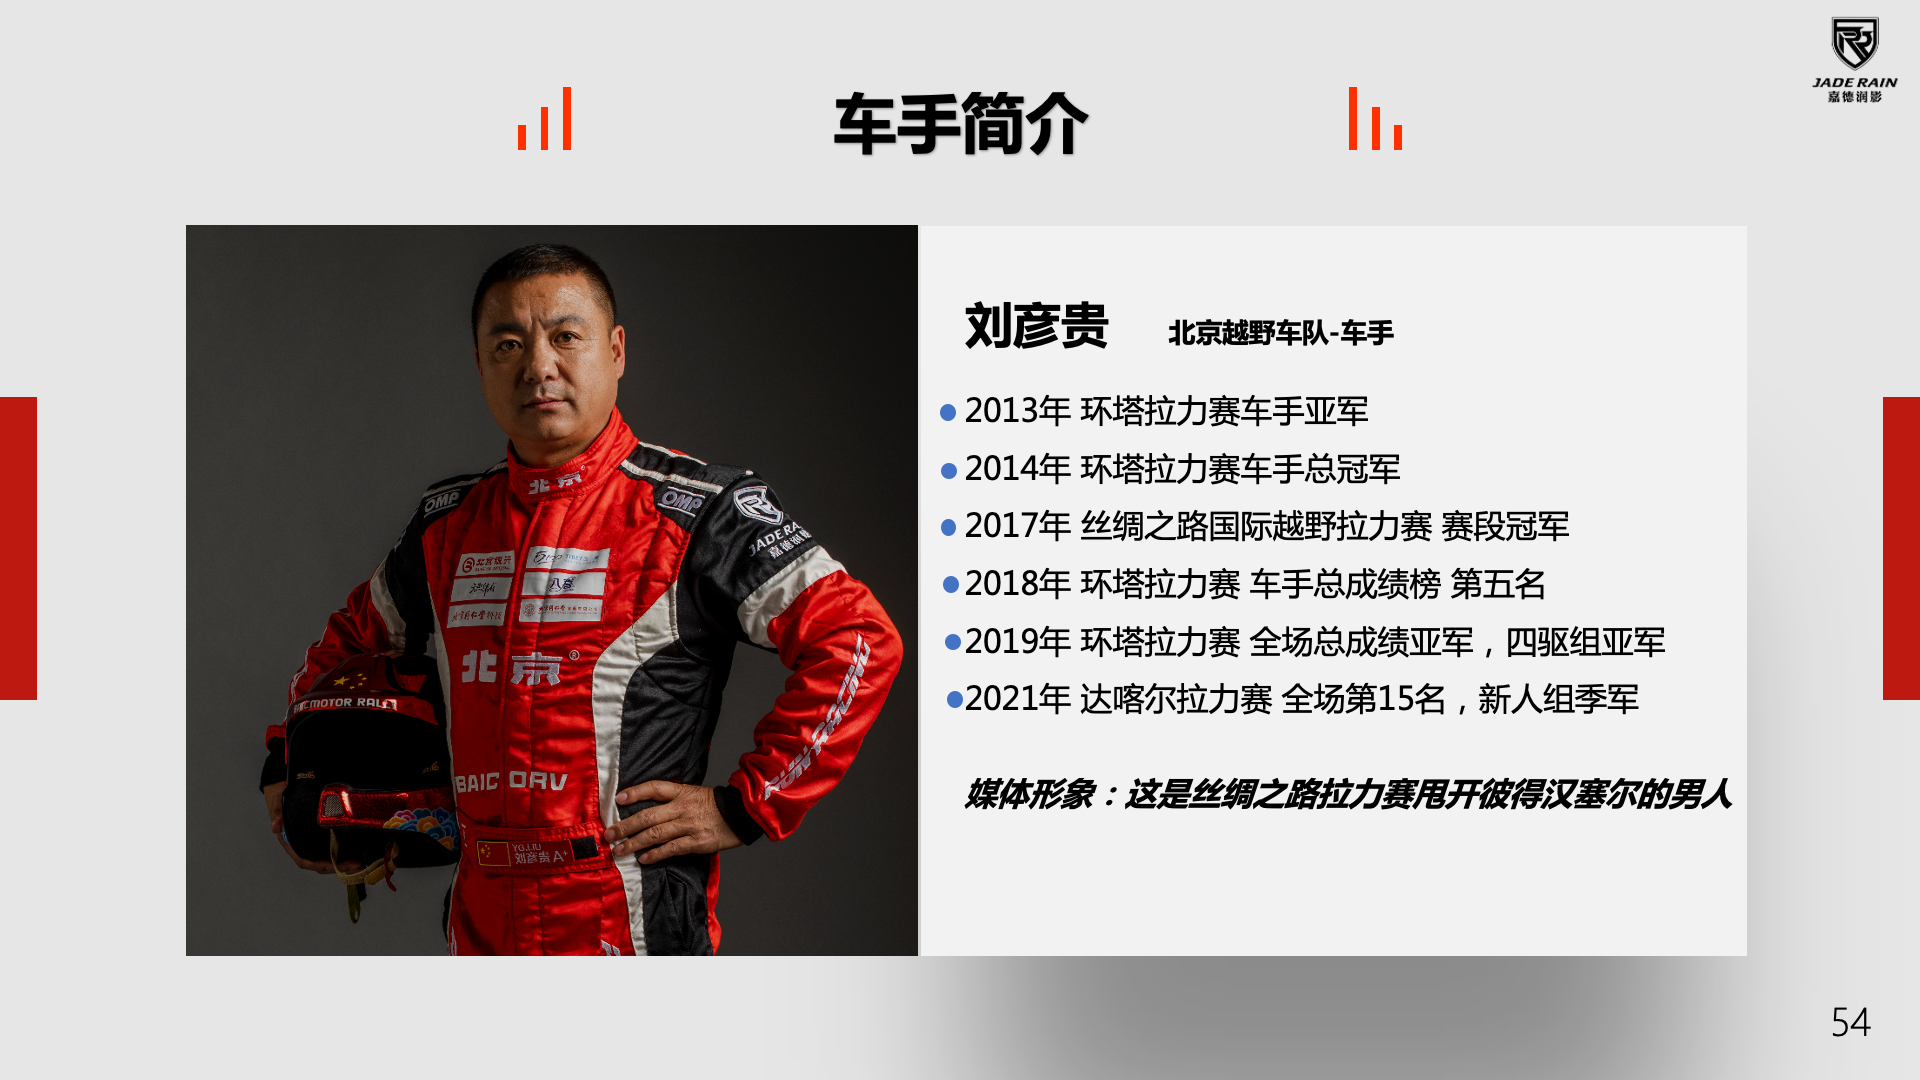 JADE RAIN
嘉德润影
车手简介
刘彦贵 北京越野车队-车手
2013年 环塔拉力赛车手亚军
2014年 环塔拉力赛车手总冠军
2017年 丝绸之路国际越野拉力赛 赛段冠军
2018年 环塔拉力赛 车手总成绩榜 第五名
2019年 环塔拉力赛 全场总成绩亚军，四驱组亚军
2021年 达喀尔拉力赛 全场第15名，新人组季军
媒体形象：这是丝绸之路拉力赛甩开彼得汉塞尔的男人
北京
OMP
OMP
JADE RA
嘉德润
北京®
MOTOR RALLY
BAIC ORV
YG.LIU
刘彦贵 A+
54